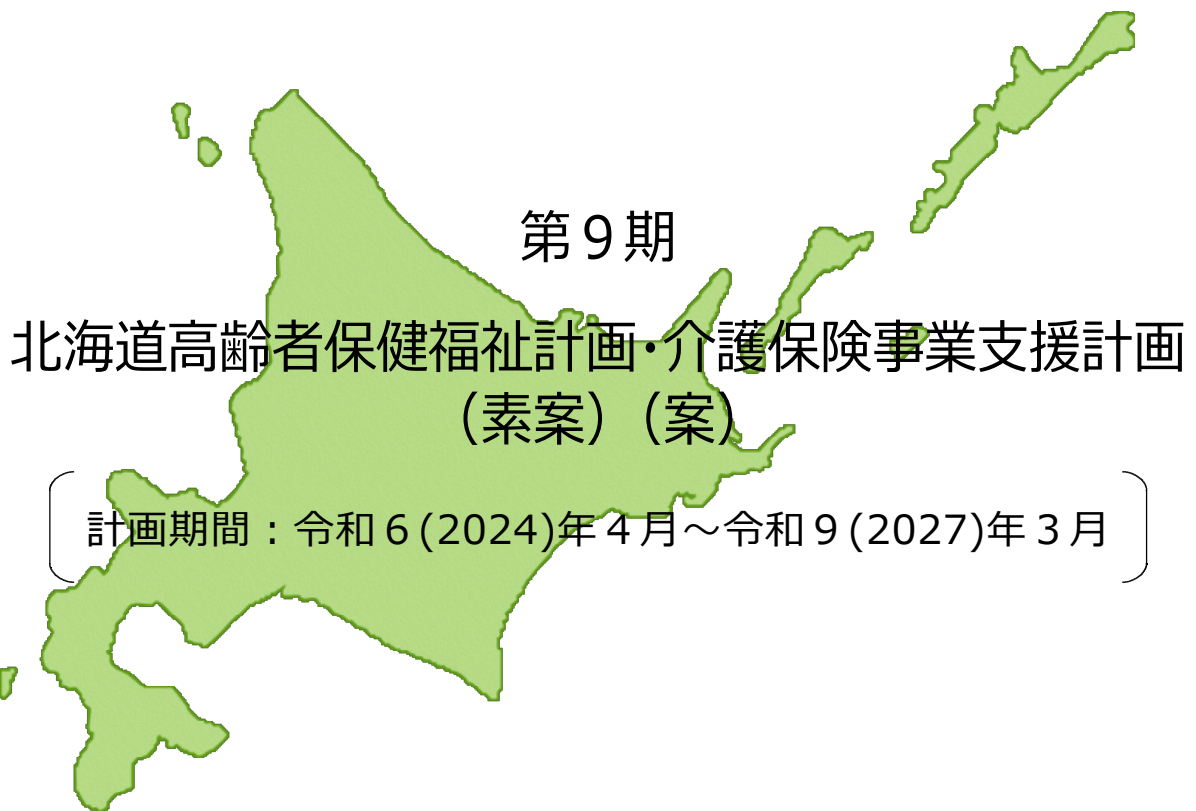 第９期
北海道高齢者保健福祉計画・介護保険事業支援計画
（素案）（案）
計画期間：令和６(2024)年４月～令和９(2027)年３月